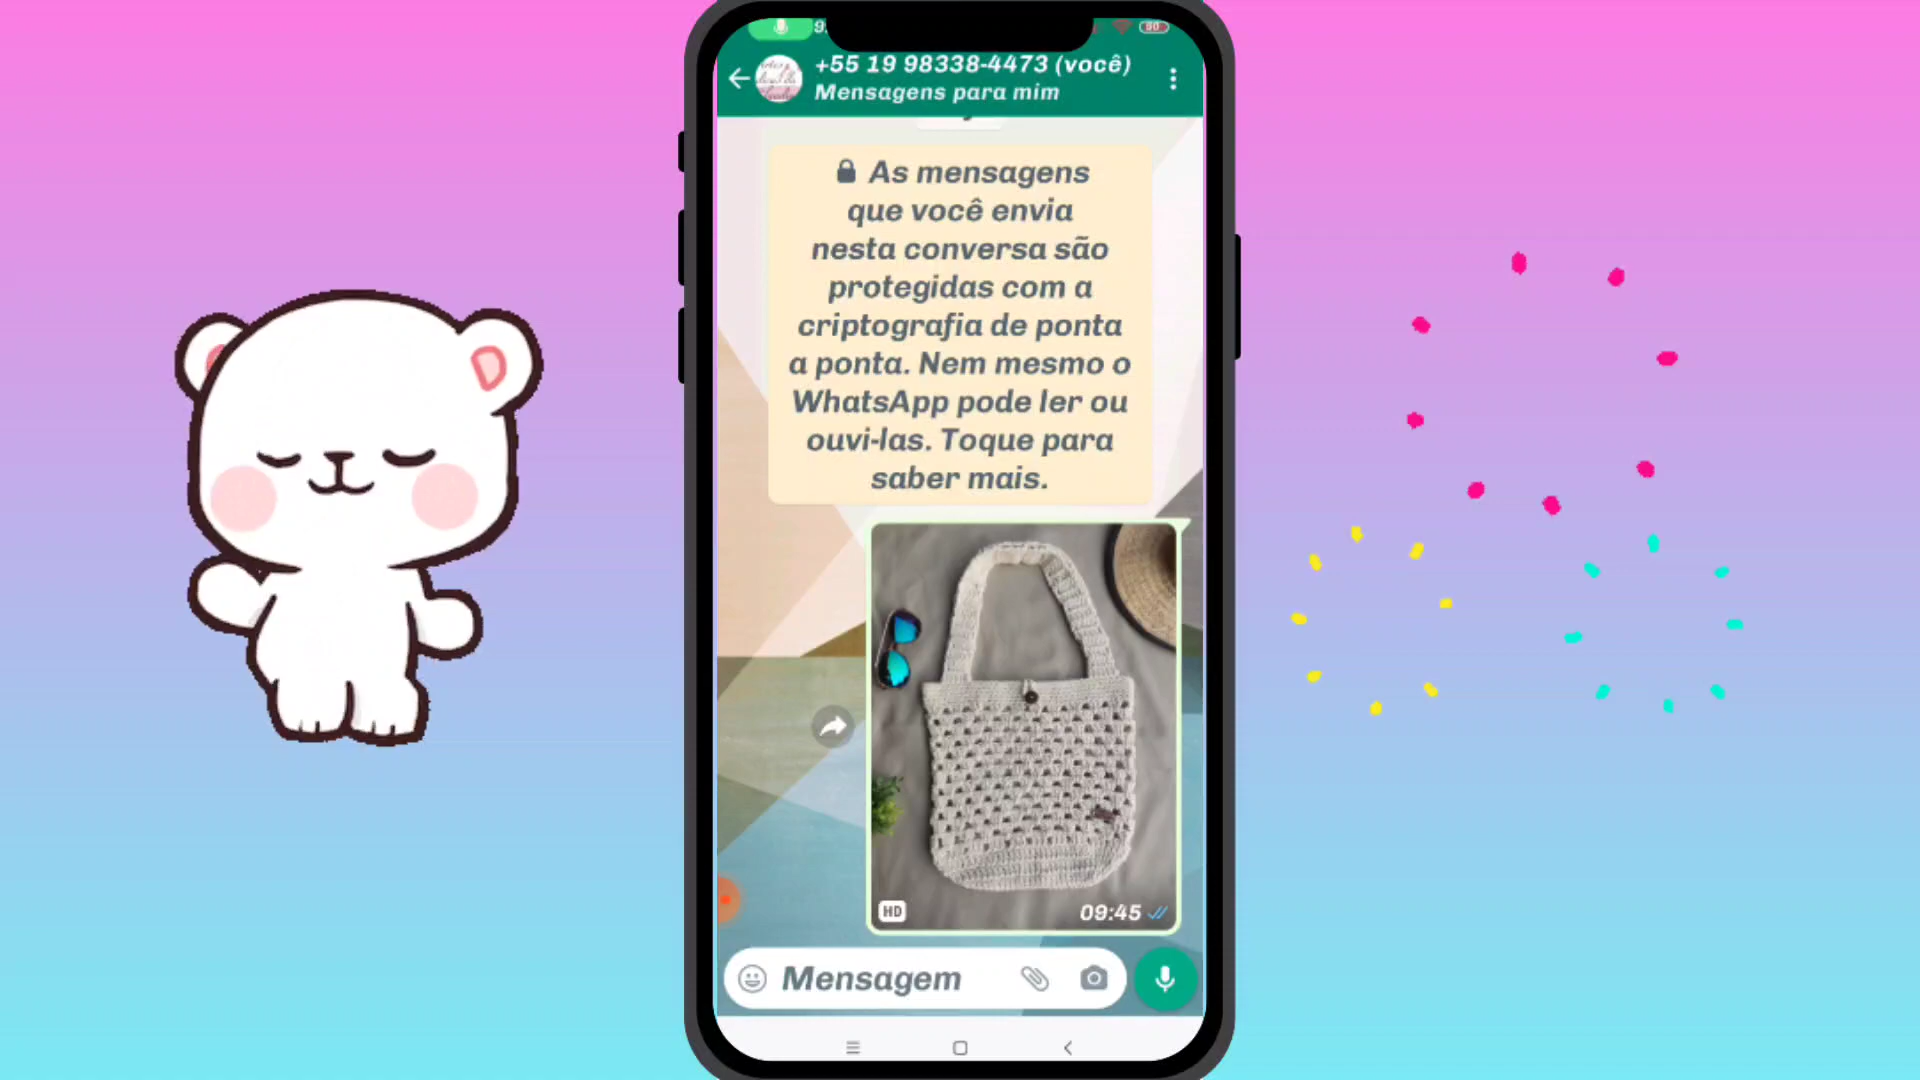 90
+55 19 98338-4473 (você)
Mensagens para mim
As mensagens
que você envia
nesta conversa são
protegidas com a
criptografia de ponta
a ponta. Nem mesmo o
WhatsApp pode ler ou
ouvi-las. Toque para
saber mais.
HD
09:45
Mensagem